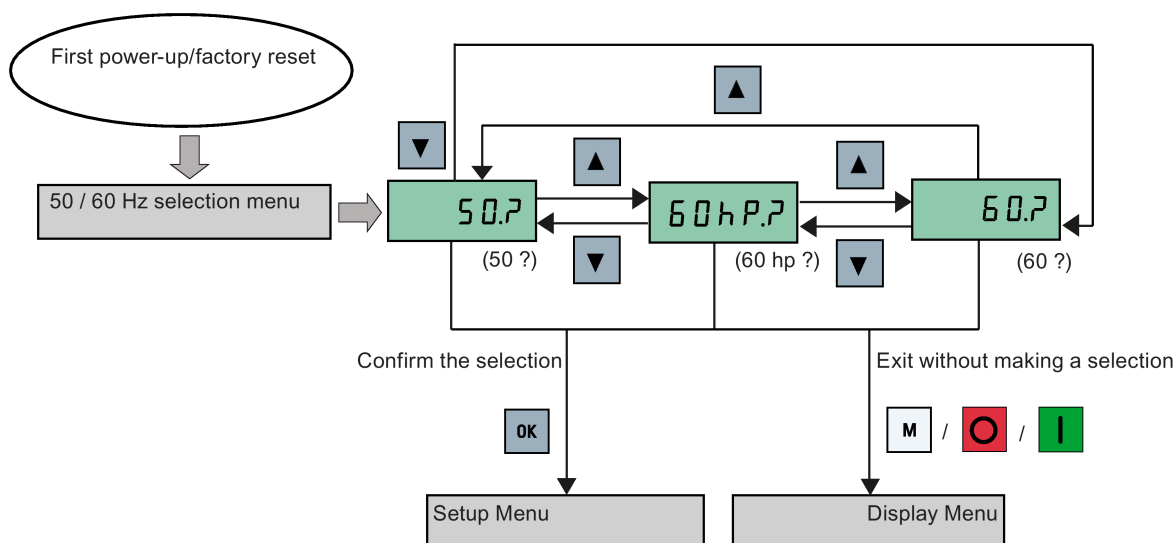 First power-up/factory reset
50 / 60 Hz selection menu
50.?
60hP.?
60.?
(50 ?)
(60 hp ?)
(60 ?)
Confirm the selection
Exit without making a selection
OK
M / O / I
Setup Menu
Display Menu